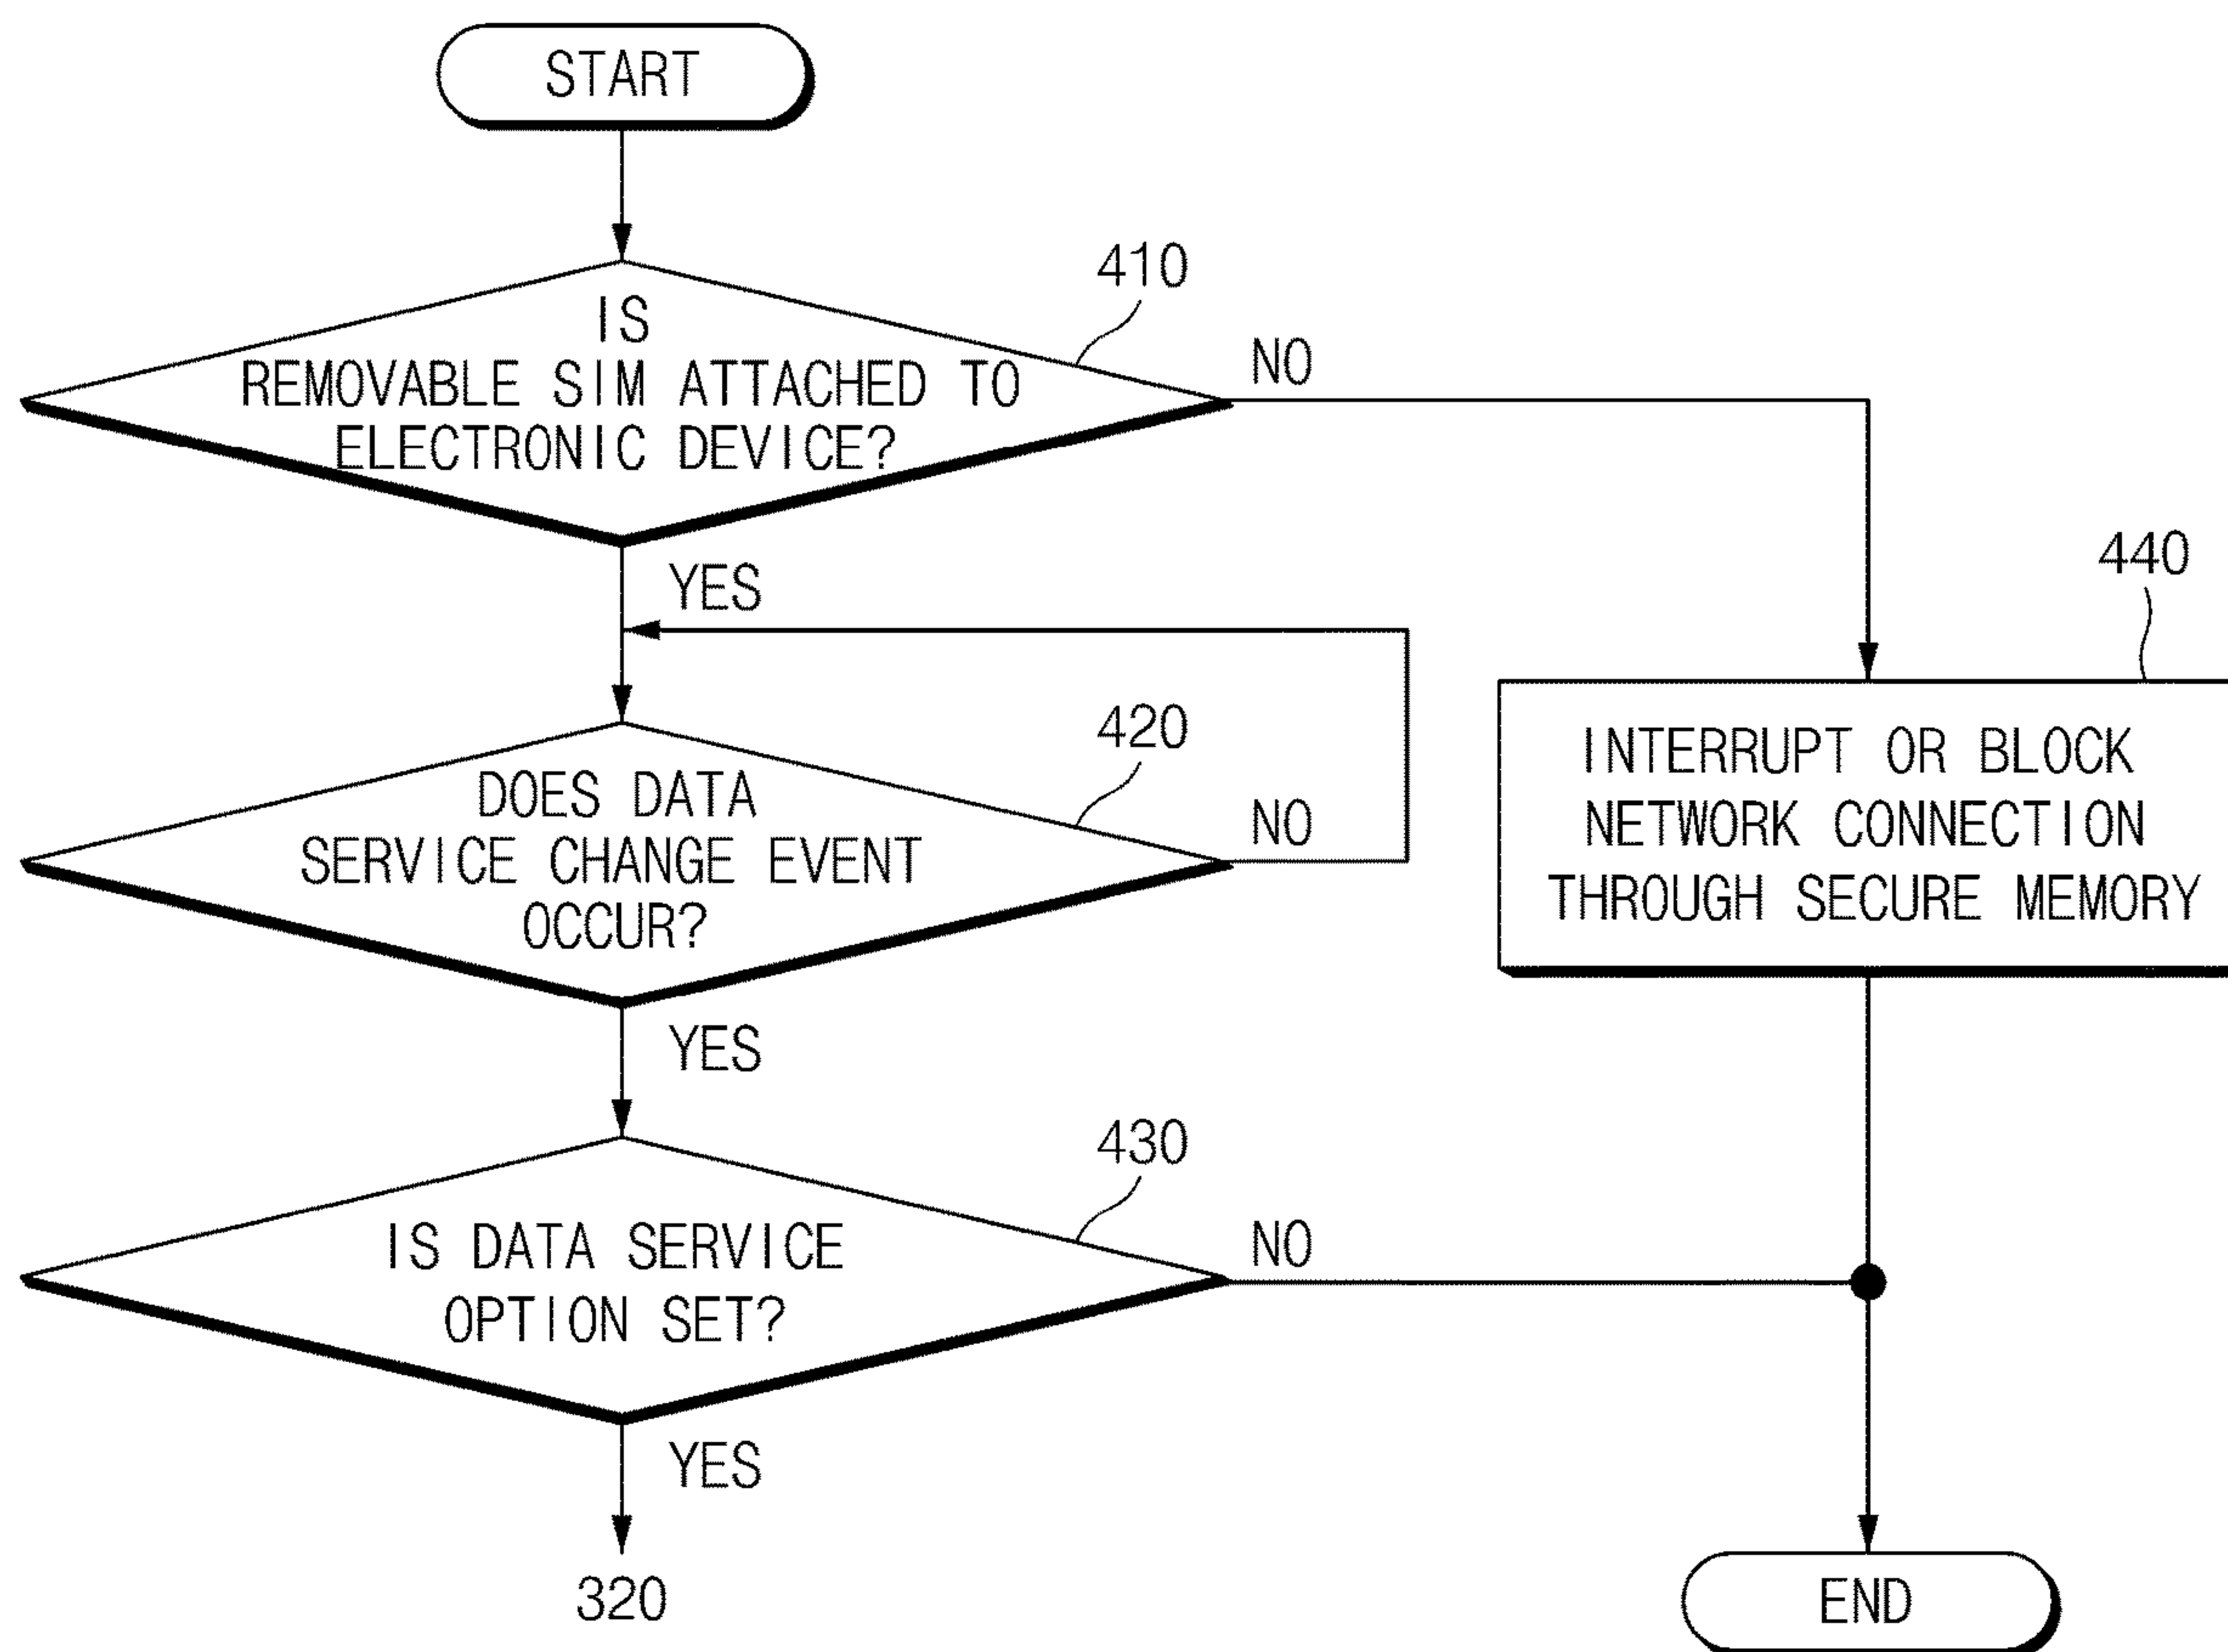 START
410
IS
REMOVABLE SIM ATTACHED TO
ELECTRONIC DEVICE?
NO
YES
440
INTERRUPT OR BLOCK
NETWORK CONNECTION
THROUGH SECURE MEMORY
420
DOES DATA
SERVICE CHANGE EVENT
OCCUR?
NO
YES
430
IS DATA SERVICE
OPTION SET?
NO
YES
320
END